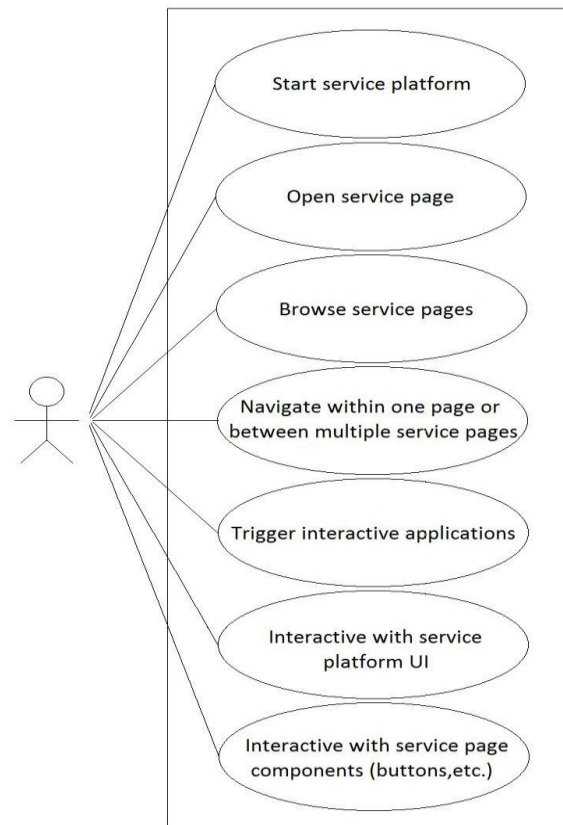 Start service platform
Open service page
Browse service pages
Navigate within one page or
between multiple service pages
Trigger interactive applications
Interactive with service
platform UI
Interactive with service page
components (buttons,etc.)